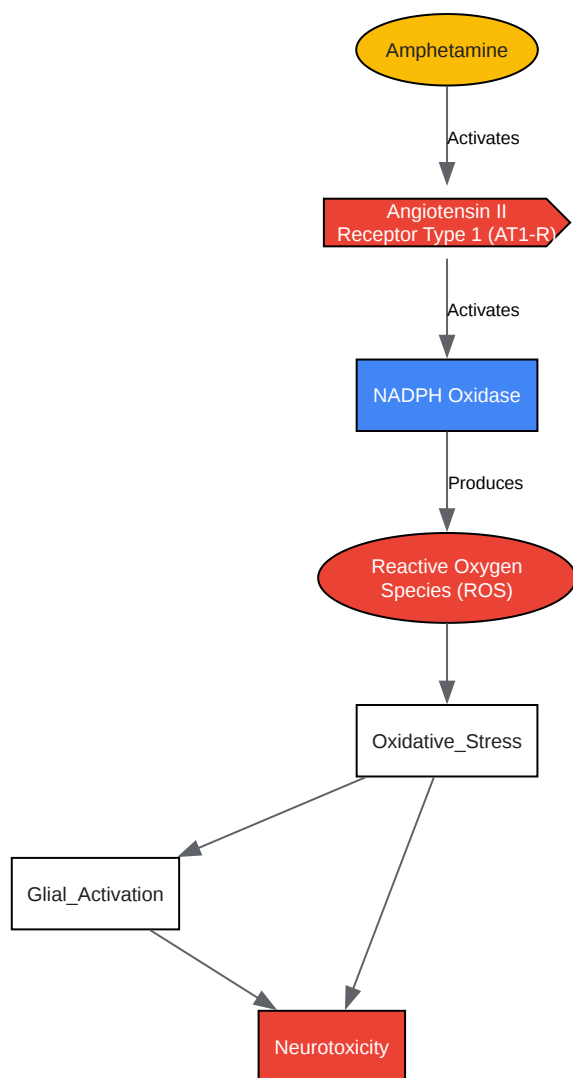 Amphetamine
Activates
Angiotensin II
Receptor Type 1 (AT1-R)
Activates
NADPH Oxidase
Produces
Reactive Oxygen
Species (ROS)
Oxidative_Stress
Glial_Activation
Neurotoxicity